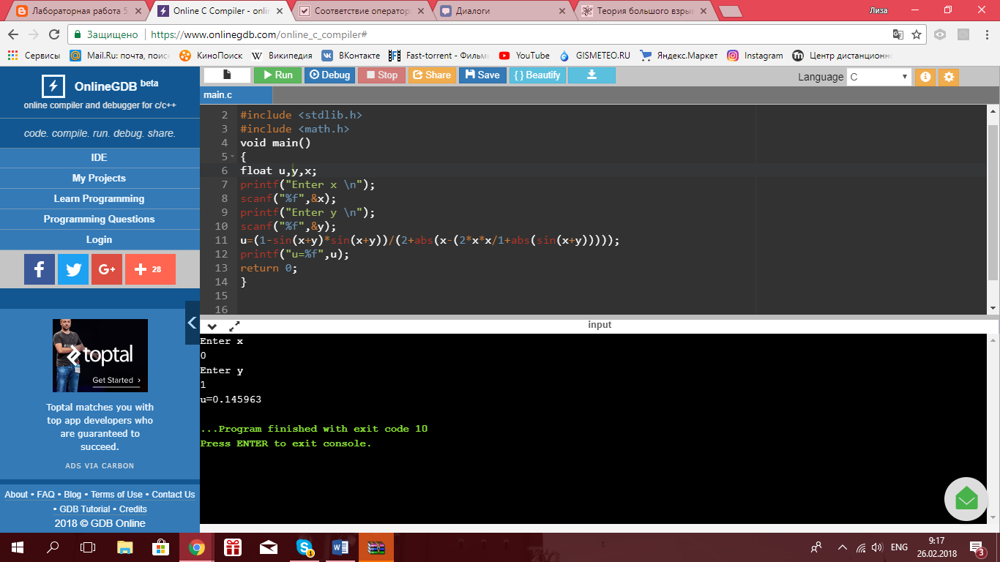 Лабораторная работа 5
Online C Compiler - onlin
Соответствие оператор
Диалоги
Теория большого взрыв
Лиза
Защищено
https://www.onlinegdb.com/online_c_compiler#
Сервисы
Mail.Ru: почта, поиск
КиноПоиск
W Википедия
ВКонтакте
Fast-torrent - Фильмы
YouTube
GISMETEO.RU
Яндекс.Маркет
Instagram
Центр дистанционно
OnlineGDB beta
online compiler and debugger for c/c++
code. compile. run. debug. share.
IDE
My Projects
Learn Programming
Programming Questions
Login
28
toptal
Get Started ›
Toptal matches you with
top app developers who
are guaranteed to
succeed.
ADS VIA CARBON
About • FAQ • Blog • Terms of Use • Contact Us
• GDB Tutorial • Credits
2018 © GDB Online
Run
Debug
Stop
Share
Save
{ } Beautify
Language C
main.c
2 #include <stdlib.h>
3 #include <math.h>
4 void main()
5 {
6 float u,y,x;
7 printf("Enter x \n");
8 scanf("%f",&x);
9 printf("Enter y \n");
10 scanf("%f",&y);
11 u=(1-sin(x+y)*sin(x+y))/(2+abs(x-(2*x*x/1+abs(sin(x+y)))));
12 printf("u=%f",u);
13 return 0;
14 }
15
16
input
Enter x
0
Enter y
1
u=0.145963
...Program finished with exit code 10
Press ENTER to exit console.
ENG
9:17
26.02.2018
3